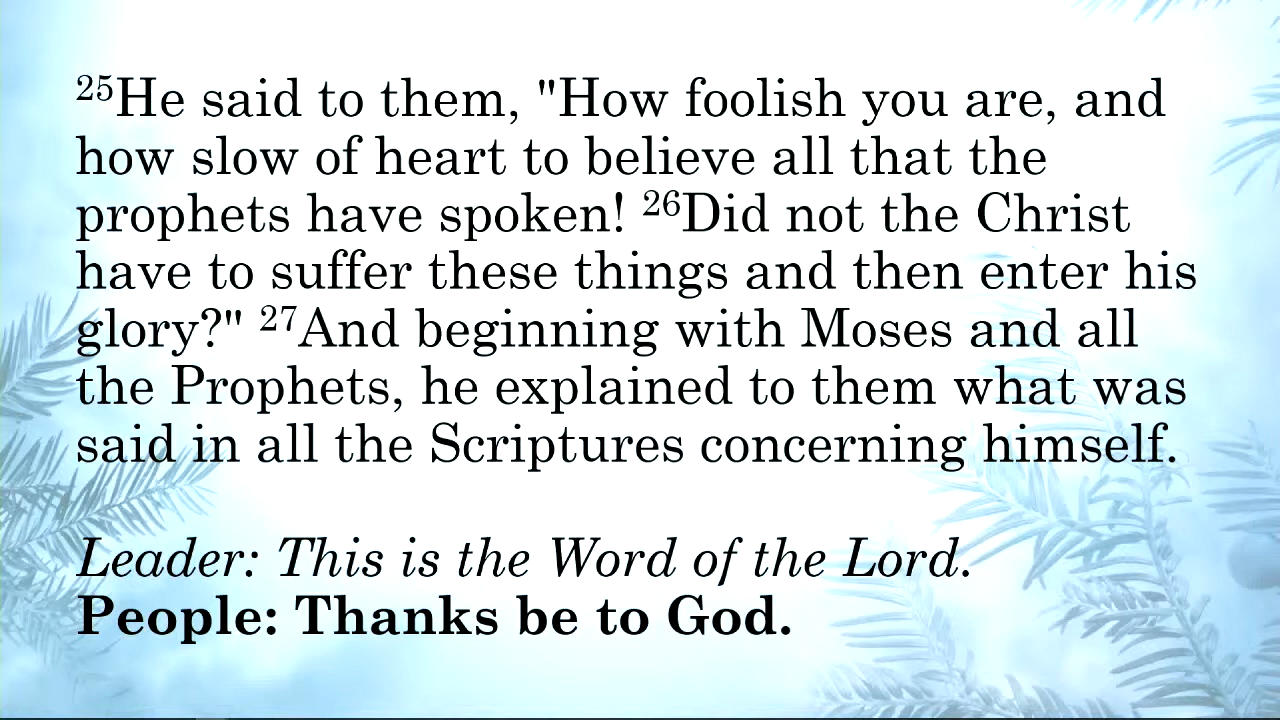 ²⁵He said to them, "How foolish you are, and
how slow of heart to believe all that the
prophets have spoken! ²⁶Did not the Christ
have to suffer these things and then enter his
glory?" ²⁷And beginning with Moses and all
the Prophets, he explained to them what was
said in all the Scriptures concerning himself.
Leader: This is the Word of the Lord.
People: Thanks be to God.